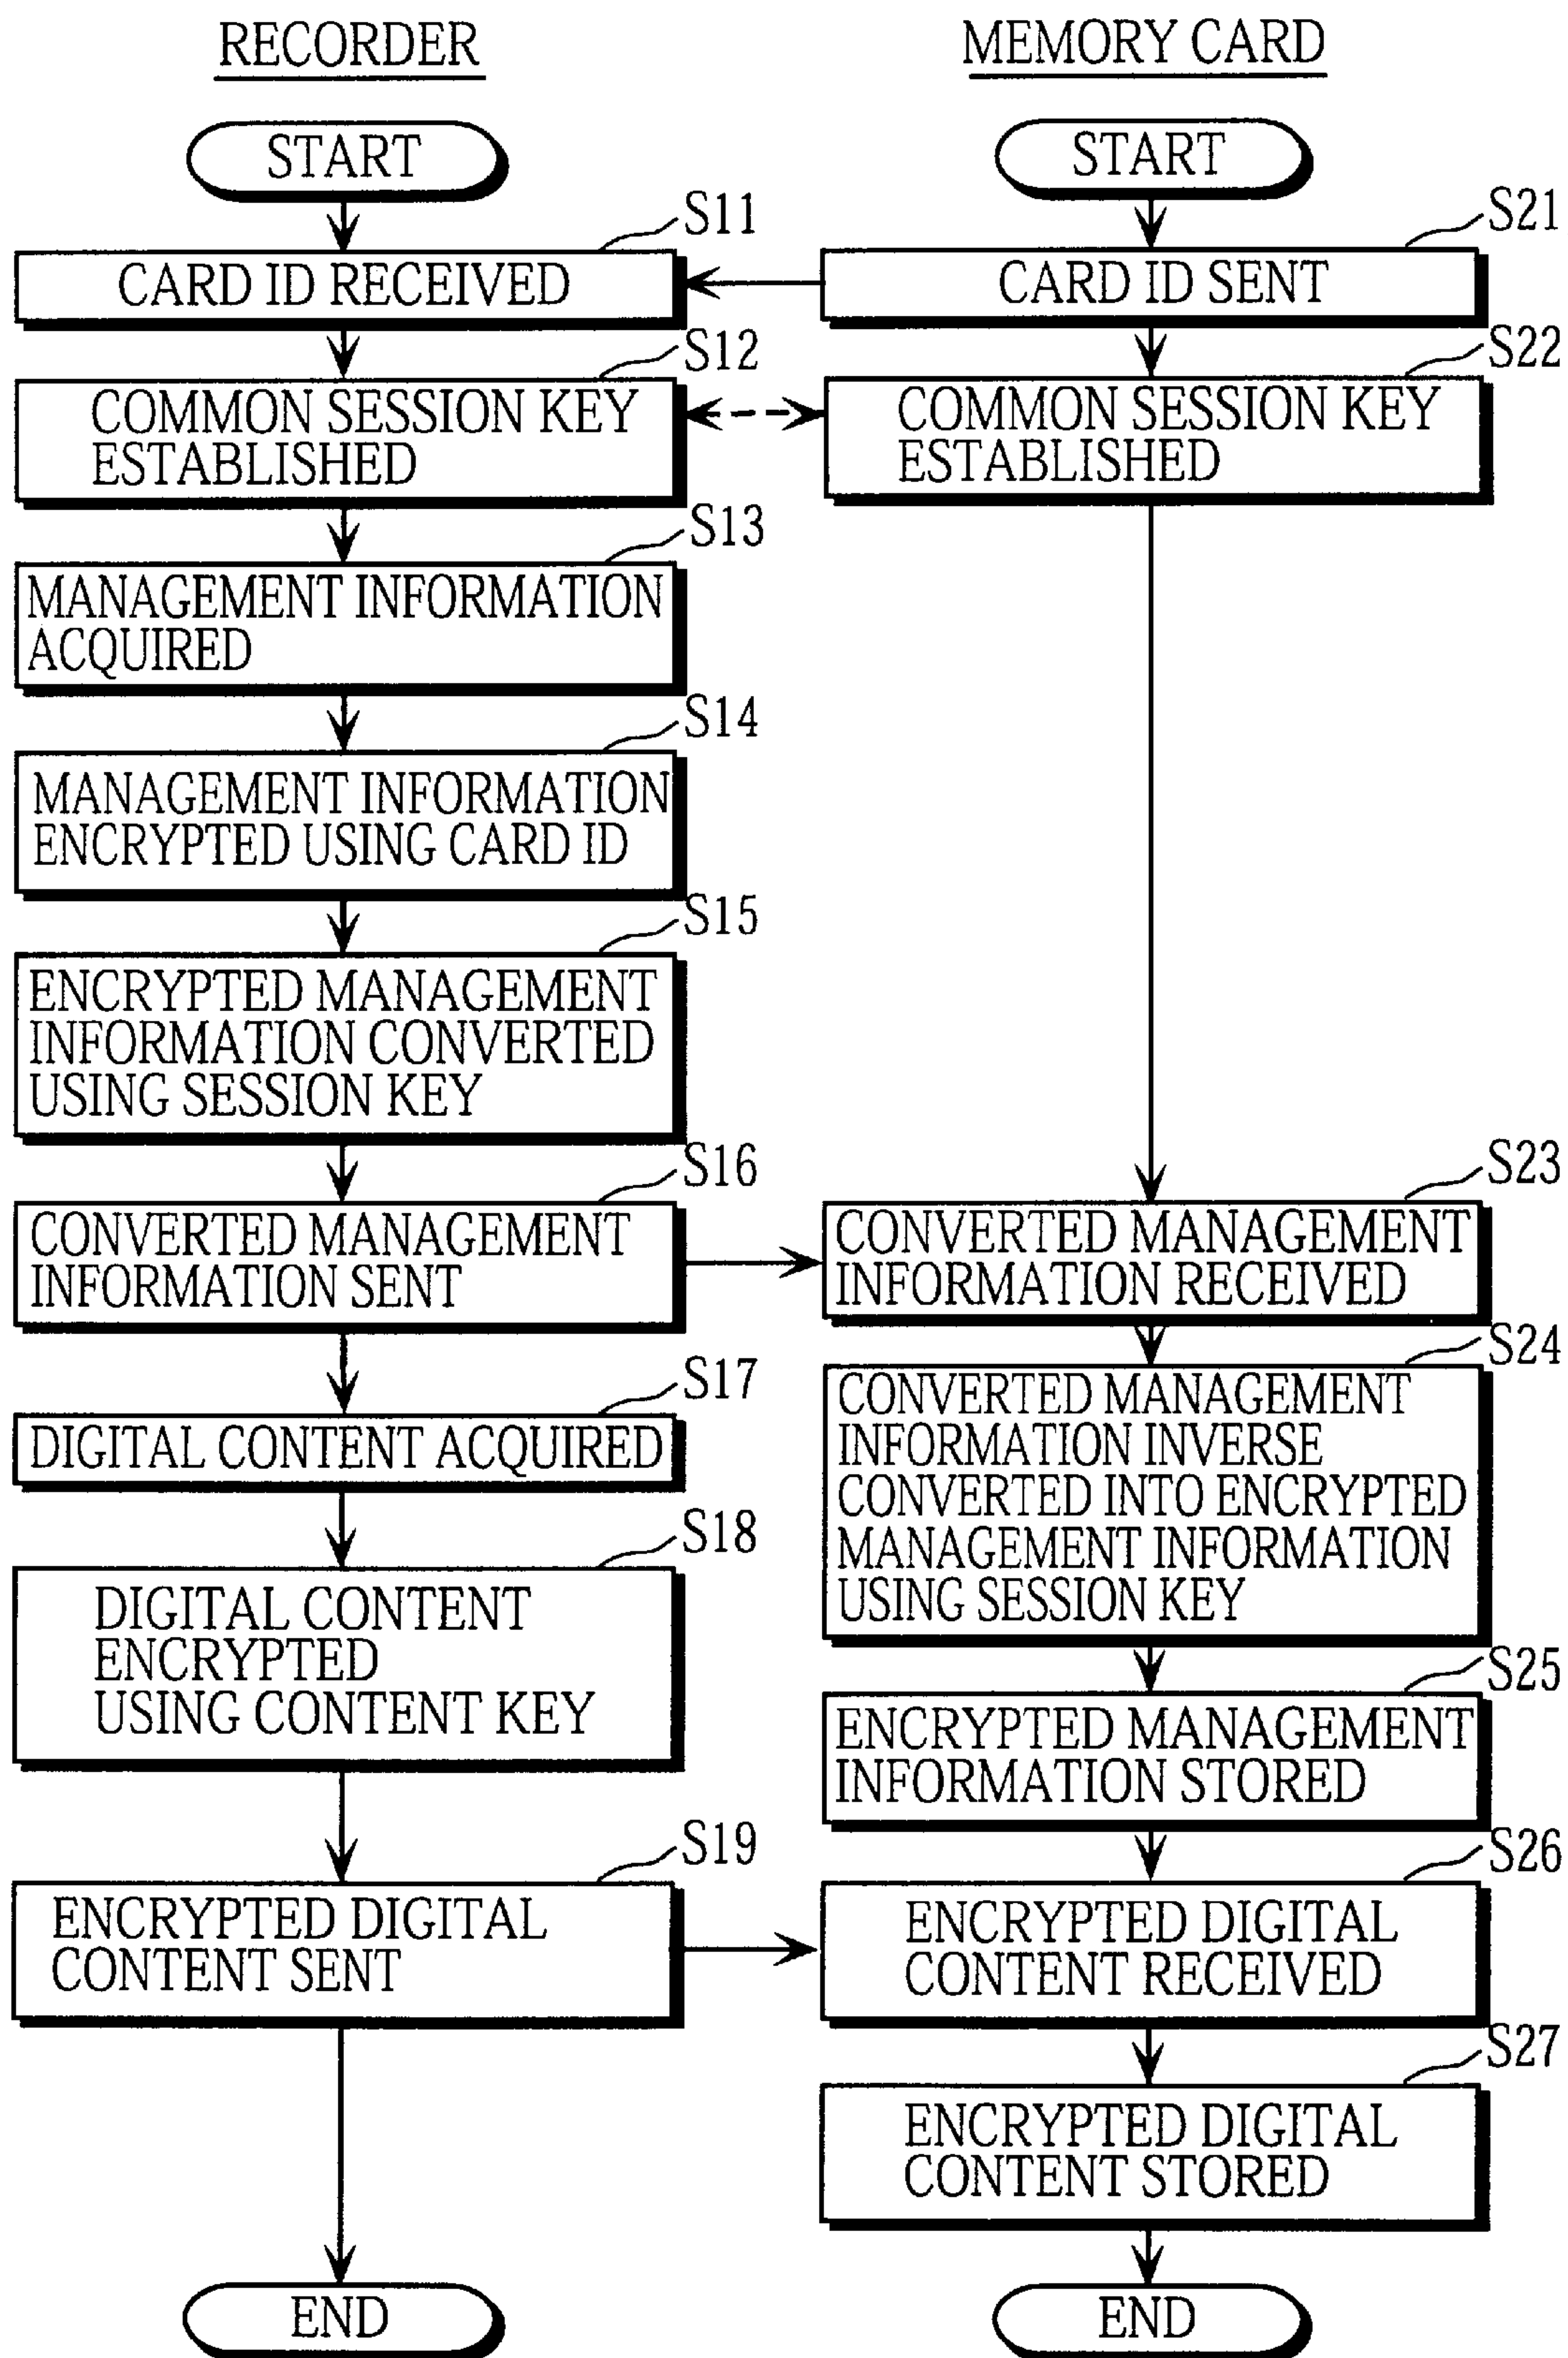 RECORDER
START
S11
CARD ID RECEIVED
S12
COMMON SESSION KEY
ESTABLISHED
S13
MANAGEMENT INFORMATION
ACQUIRED
S14
MANAGEMENT INFORMATION
ENCRYPTED USING CARD ID
S15
ENCRYPTED MANAGEMENT
INFORMATION CONVERTED
USING SESSION KEY
S16
CONVERTED MANAGEMENT
INFORMATION SENT
S17
DIGITAL CONTENT ACQUIRED
S18
DIGITAL CONTENT
ENCRYPTED
USING CONTENT KEY
S19
ENCRYPTED DIGITAL
CONTENT SENT
END
MEMORY CARD
START
S21
CARD ID SENT
S22
COMMON SESSION KEY
ESTABLISHED
S23
CONVERTED MANAGEMENT
INFORMATION RECEIVED
S24
CONVERTED MANAGEMENT
INFORMATION INVERSE
CONVERTED INTO ENCRYPTED
MANAGEMENT INFORMATION
USING SESSION KEY
S25
ENCRYPTED MANAGEMENT
INFORMATION STORED
S26
ENCRYPTED DIGITAL
CONTENT RECEIVED
S27
ENCRYPTED DIGITAL
CONTENT STORED
END